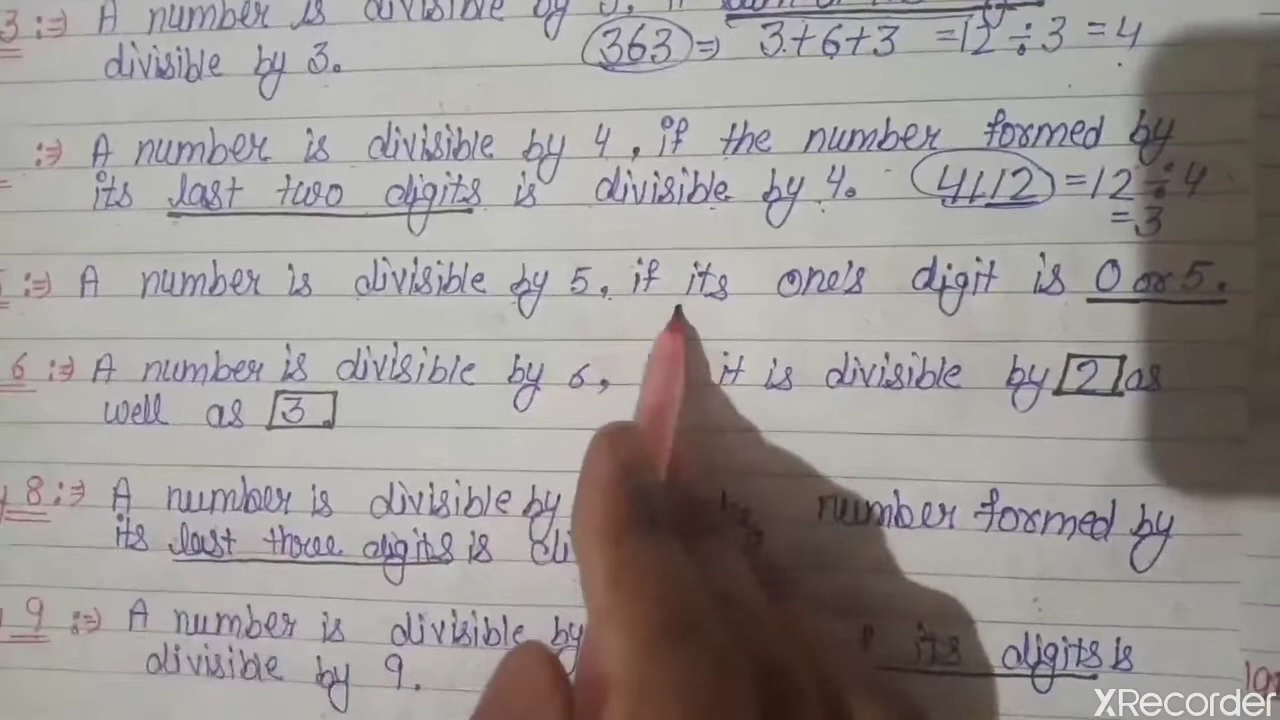 3 :⇒ A number is divisible by 3,
divisible by 3. 363 ⇒ 3+6+3 =12÷3 =4
:⇒ A number is divisible by 4, if the number formed by
its last two digits is divisible by 4. 4112 =12÷4
=3
:⇒ A number is divisible by 5, if its one's digit is 0 or 5.
6 :⇒ A number is divisible by 6, it is divisible by 2 as
well as 3.
8 :⇒ A number is divisible by number formed by
its last three digits is
9 :⇒ A number is divisible by its digits is
divisible by 9.
XRecorder